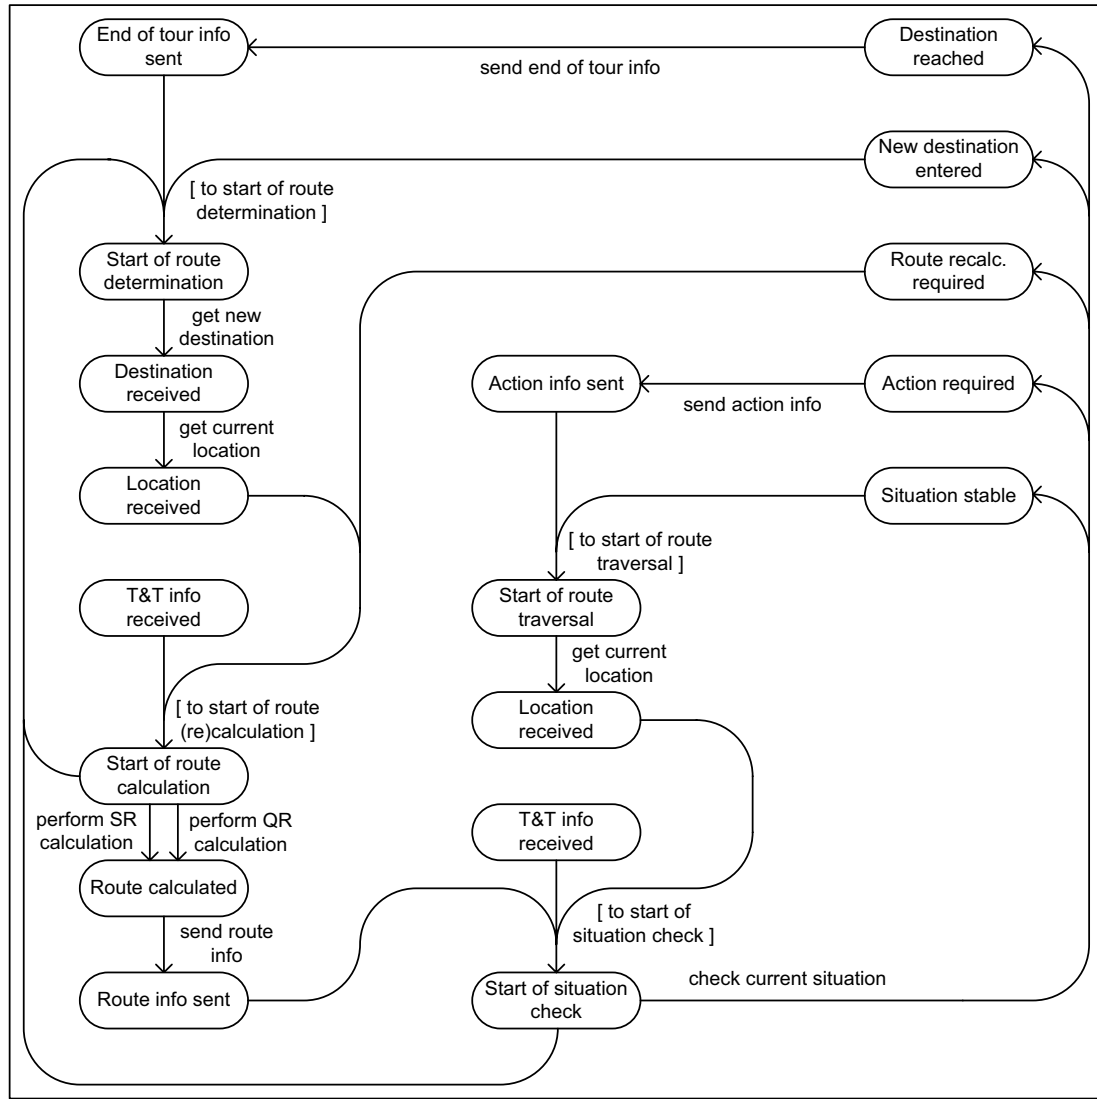 End of tour info
sent
Destination
reached
send end of tour info
New destination
entered
[ to start of route
determination ]
Start of route
determination
Route recalc.
required
get new
destination
Destination
received
Action info sent
Action required
send action info
get current
location
Location
received
Situation stable
[ to start of route
traversal ]
T&T info
received
Start of route
traversal
get current
location
[ to start of route
(re)calculation ]
Location
received
Start of route
calculation
perform SR
calculation
perform QR
calculation
T&T info
received
Route calculated
[ to start of
situation check ]
send route
info
Route info sent
Start of situation
check
check current situation